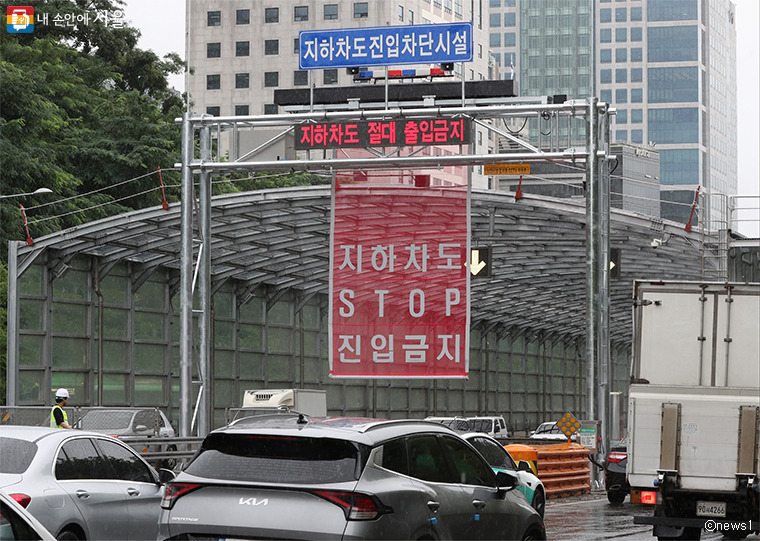 내 손안에 서울
지하차도진입차단시설
지하차도 절대 출입금지
지하차도
STOP
진입금지
KIA
©news1